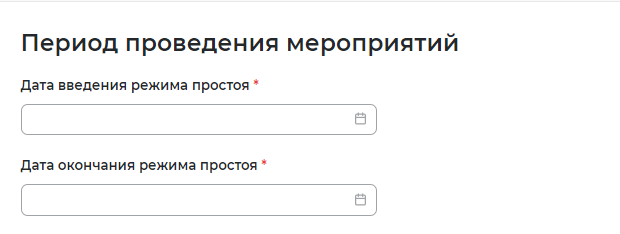 Период проведения мероприятий
Дата введения режима простоя *
Дата окончания режима простоя *